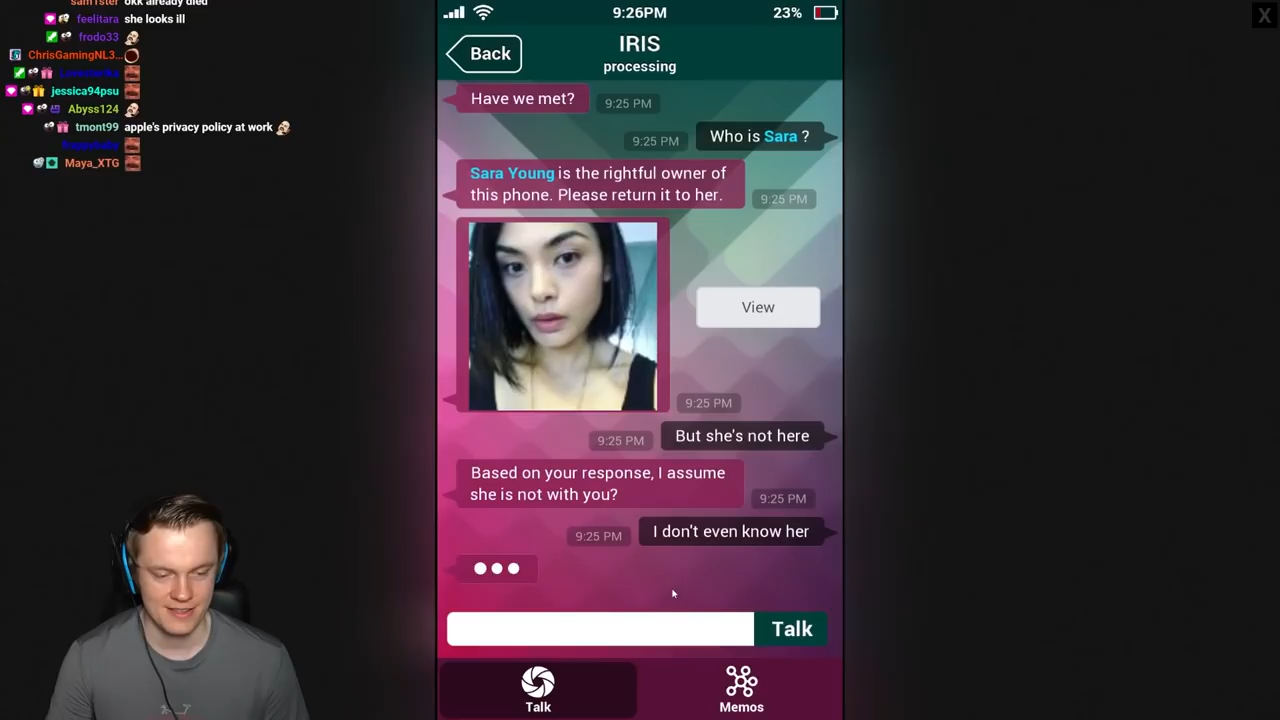 okk already died
feelitara she looks ill
frodo33
ChrisGamingNL3...
jessica94psu
Abyss124
tmont99 apple's privacy policy at work
Maya_XTG
9:26PM
23%
X
Back
IRIS
processing
Have we met?
9:25 PM
9:25 PM
Who is Sara ?
Sara Young is the rightful owner of
this phone. Please return it to her.
9:25 PM
View
9:25 PM
9:25 PM
But she's not here
Based on your response, I assume
she is not with you?
9:25 PM
9:25 PM
I don't even know her
Talk
Talk
Memos